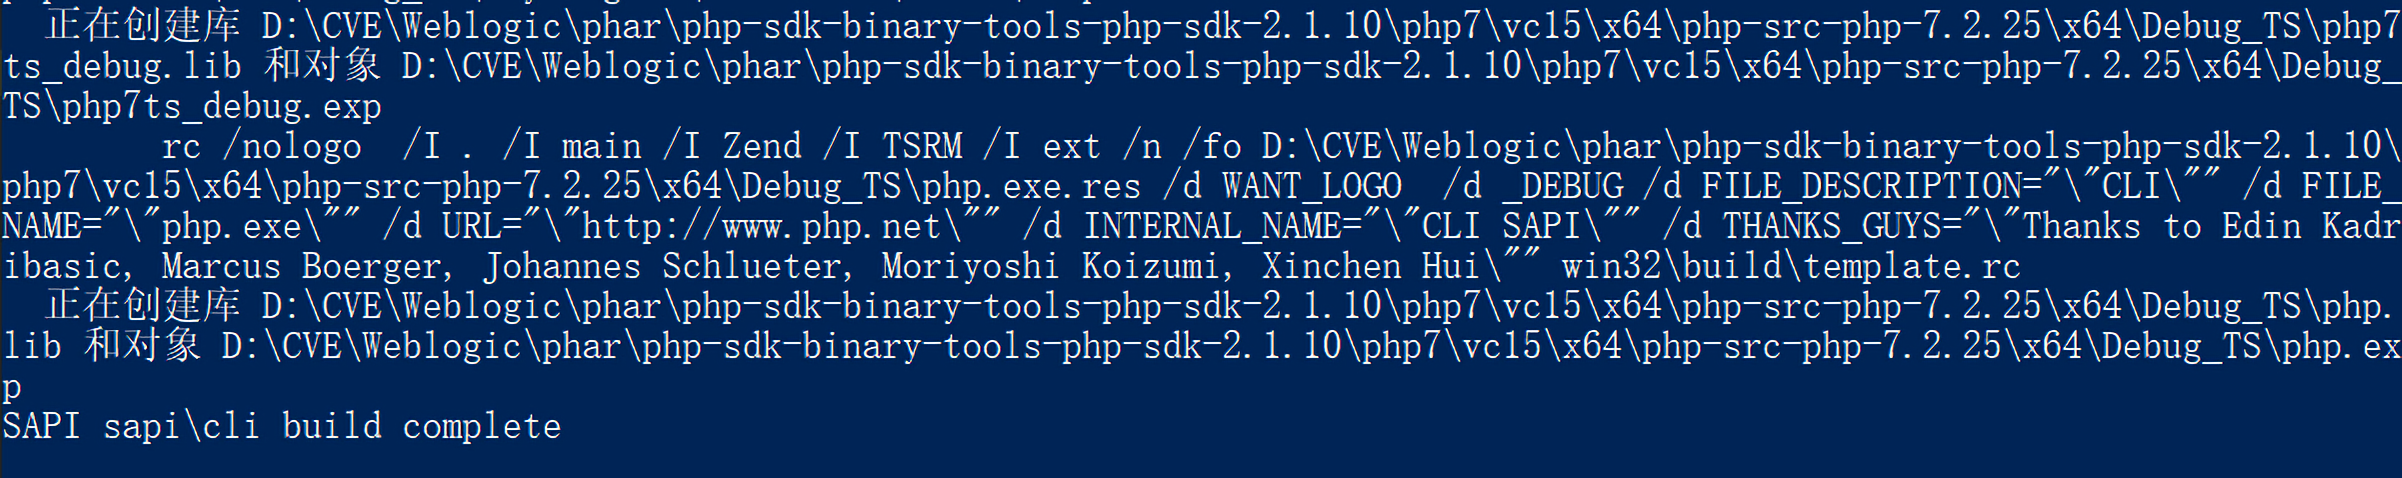 正在创建库 D:\CVE\Weblogic\phar\php-sdk-binary-tools-php-sdk-2.1.10\php7\vc15\x64\php-src-php-7.2.25\x64\Debug_TS\php7
ts_debug.lib 和对象 D:\CVE\Weblogic\phar\php-sdk-binary-tools-php-sdk-2.1.10\php7\vc15\x64\php-src-php-7.2.25\x64\Debug_
TS\php7ts_debug.exp
rc /nologo  /I . /I main /I Zend /I TSRM /I ext /n /fo D:\CVE\Weblogic\phar\php-sdk-binary-tools-php-sdk-2.1.10\
php7\vc15\x64\php-src-php-7.2.25\x64\Debug_TS\php.exe.res /d WANT_LOGO  /d _DEBUG /d FILE_DESCRIPTION="\"CLI\"" /d FILE_
NAME="\"php.exe\"" /d URL="\"http://www.php.net\"" /d INTERNAL_NAME="\"CLI SAPI\"" /d THANKS_GUYS="\"Thanks to Edin Kadr
ibasic, Marcus Boerger, Johannes Schlueter, Moriyoshi Koizumi, Xinchen Hui\"" win32\build\template.rc
正在创建库 D:\CVE\Weblogic\phar\php-sdk-binary-tools-php-sdk-2.1.10\php7\vc15\x64\php-src-php-7.2.25\x64\Debug_TS\php.
lib 和对象 D:\CVE\Weblogic\phar\php-sdk-binary-tools-php-sdk-2.1.10\php7\vc15\x64\php-src-php-7.2.25\x64\Debug_TS\php.ex
p
SAPI sapi\cli build complete